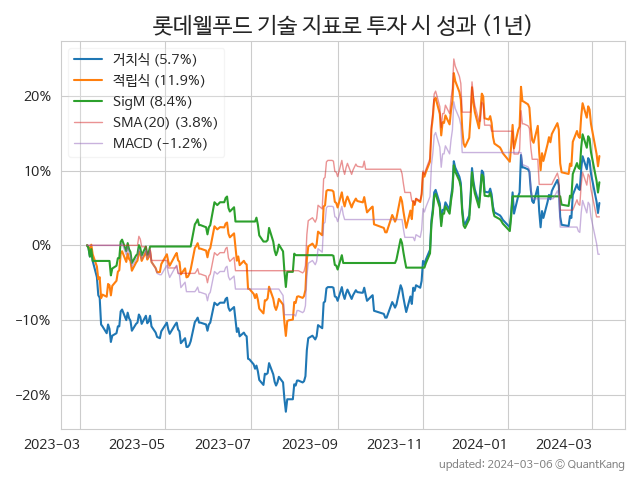 롯데웰푸드 기술 지표로 투자 시 성과 (1년)
거치식 (5.7%)
적립식 (11.9%)
SigM (8.4%)
SMA(20) (3.8%)
MACD (−1.2%)
20%
10%
0%
−10%
−20%
2023-03 2023-05 2023-07 2023-09 2023-11 2024-01 2024-03
updated: 2024-03-06 © QuantKang